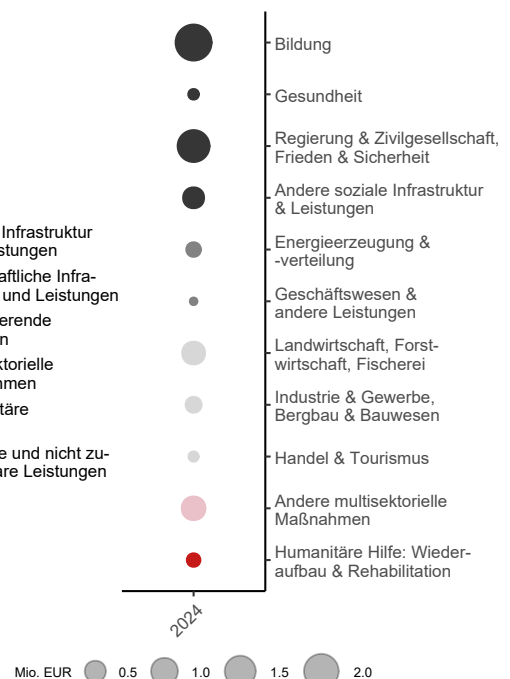 Bildung
Gesundheit
Regierung & Zivilgesellschaft,
Frieden & Sicherheit
Andere soziale Infrastruktur
& Leistungen
Energieerzeugung &
-verteilung
Geschäftswesen &
andere Leistungen
Landwirtschaft, Forst-
wirtschaft, Fischerei
Industrie & Gewerbe,
Bergbau & Bauwesen
Handel & Tourismus
Andere multisektorielle
Maßnahmen
Humanitäre Hilfe: Wieder-
aufbau & Rehabilitation
Infrastruktur
stungen
aftliche Infra-
und Leistungen
erende
n
ktorielle
hmen
täre
e und nicht zu-
are Leistungen
2024
Mio. EUR 0.5 1.0 1.5 2.0